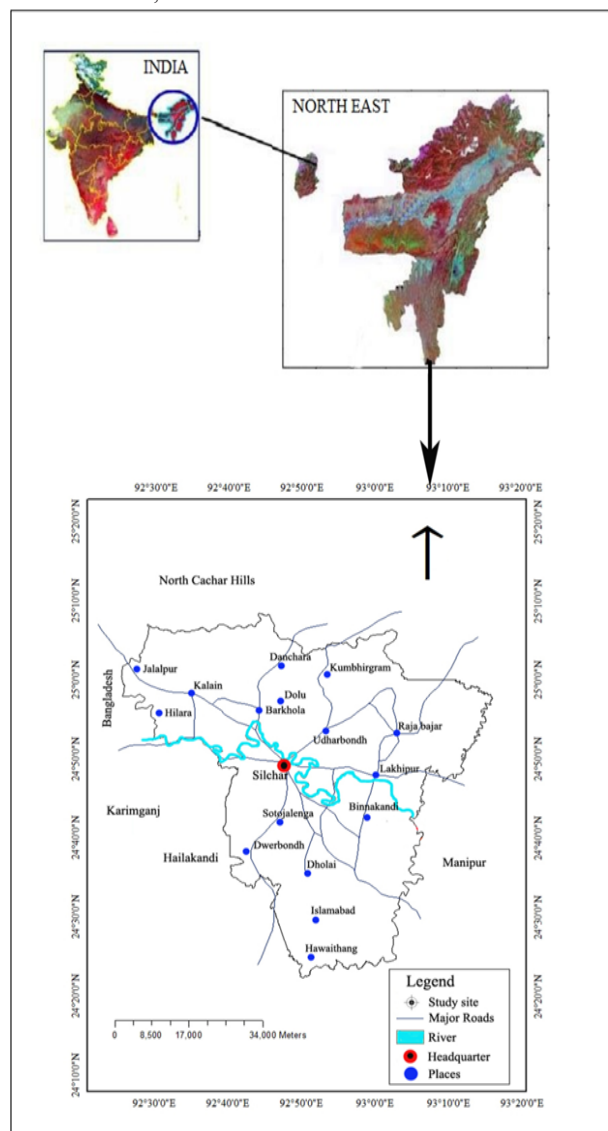 INDIA
NORTH EAST
92°30'0"E 92°40'0"E 92°50'0"E 93°0'0"E 93°10'0"E 93°20'0"E
25°20'0"N 25°20'0"N
North Cachar Hills
25°10'0"N 25°10'0"N
Danchara
Jalalpur Kumbhirgram
25°0'0"N 25°0'0"N
Bangladesh
Kalain Dolu
Hilara Barkhola
Udharbondh Raja bajar
24°50'0"N 24°50'0"N
Silchar Lakhipur
Karimganj
Sotojalenga Binnakandi
24°40'0"N 24°40'0"N
Hailakandi Dwerbondh Manipur
Dholai
24°30'0"N 24°30'0"N
Islamabad
Hawaithang
24°20'0"N 24°20'0"N
Legend
Study site
Major Roads
River
Headquarter
Places
0 8,500 17,000 34,000 Meters
24°10'0"N 24°10'0"N
92°30'0"E 92°40'0"E 92°50'0"E 93°0'0"E 93°10'0"E 93°20'0"E